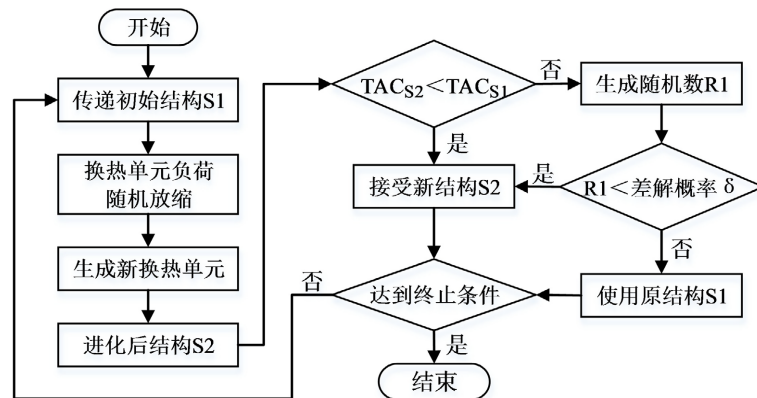 开始
传递初始结构S1
换热单元负荷
随机放缩
生成新换热单元
进化后结构S2
TACS2＜TACS1
否
生成随机数R1
是
接受新结构S2
是
R1＜差解概率 δ
否
否
达到终止条件
使用原结构S1
是
结束